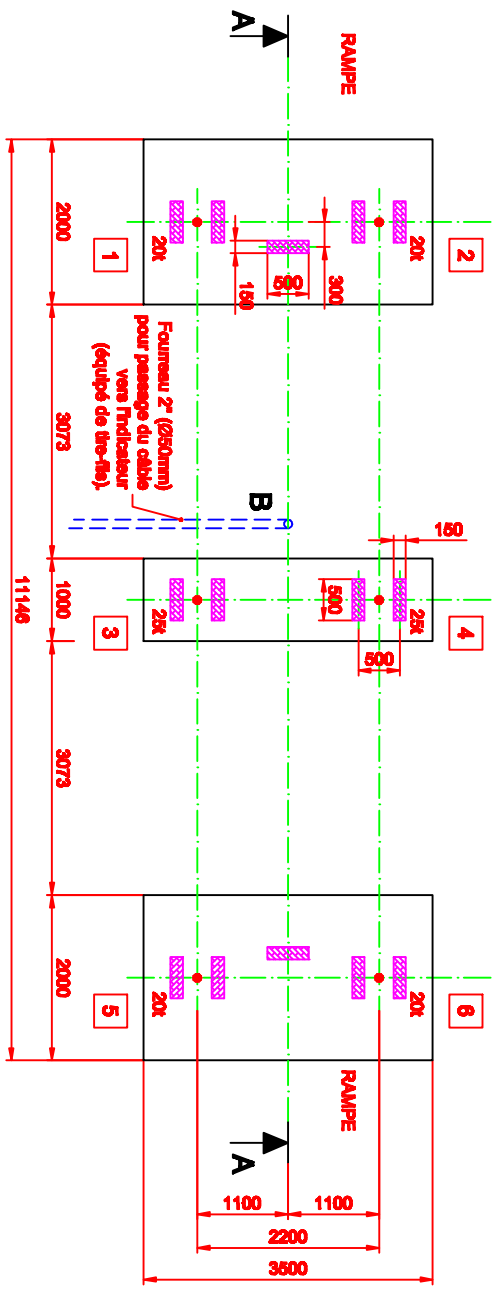 A
RAMPE
2000
3073
1000
3073
2000
11146
1
20t
2
20t
300
500
150
Fourreau 2" (Ø50mm)
pour passage du câble
vers l'indicateur
(équipé de tire-file).
B
150
3
25t
4
25t
500
500
5
20t
6
20t
RAMPE
A
1100
1100
2200
3500